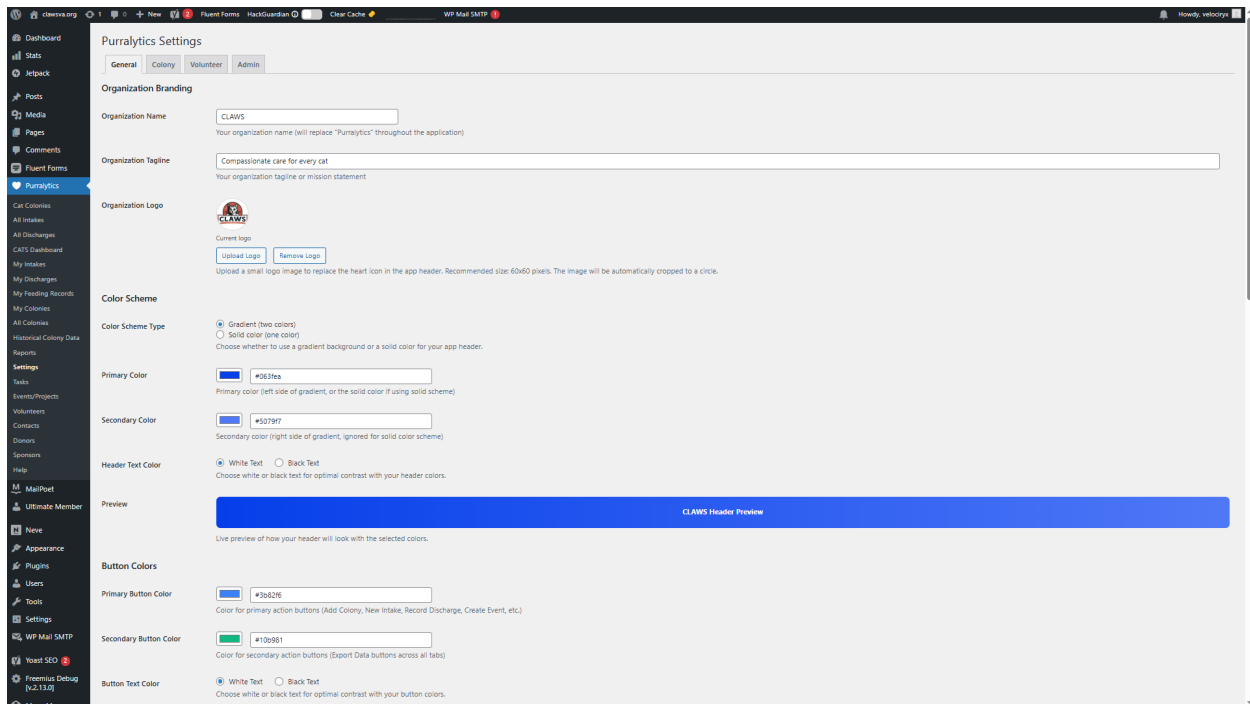 clawsva.org 1 0 New 2 Fluent Forms HackGuardian Clear Cache WP Mail SMTP 1 Howdy, velociryx
Dashboard
Stats
Jetpack
Posts
Media
Pages
Comments
Fluent Forms
Purralytics
Cat Colonies
All Intakes
All Discharges
CATS Dashboard
My Intakes
My Discharges
My Feeding Records
My Colonies
All Colonies
Historical Colony Data
Reports
Settings
Tasks
Events/Projects
Volunteers
Contacts
Donors
Sponsors
Help
MailPoet
Ultimate Member
Neve
Appearance
Plugins
Users
Tools
Settings
WP Mail SMTP
Yoast SEO 2
Freemius Debug
[v.2.13.0]
Purralytics Settings
General Colony Volunteer Admin
Organization Branding
Organization Name
CLAWS
Your organization name (will replace "Purralytics" throughout the application)
Organization Tagline
Compassionate care for every cat
Your organization tagline or mission statement
Organization Logo
CLAWS
Current logo
Upload Logo Remove Logo
Upload a small logo image to replace the heart icon in the app header. Recommended size: 60x60 pixels. The image will be automatically cropped to a circle.
Color Scheme
Color Scheme Type
Gradient (two colors)
Solid color (one color)
Choose whether to use a gradient background or a solid color for your app header.
Primary Color
#063fea
Primary color (left side of gradient, or the solid color if using solid scheme)
Secondary Color
#5079f7
Secondary color (right side of gradient, ignored for solid color scheme)
Header Text Color
White Text Black Text
Choose white or black text for optimal contrast with your header colors.
Preview
CLAWS Header Preview
Live preview of how your header will look with the selected colors.
Button Colors
Primary Button Color
#3b82f6
Color for primary action buttons (Add Colony, New Intake, Record Discharge, Create Event, etc.)
Secondary Button Color
#10b981
Color for secondary action buttons (Export Data buttons across all tabs)
Button Text Color
White Text Black Text
Choose white or black text for optimal contrast with your button colors.